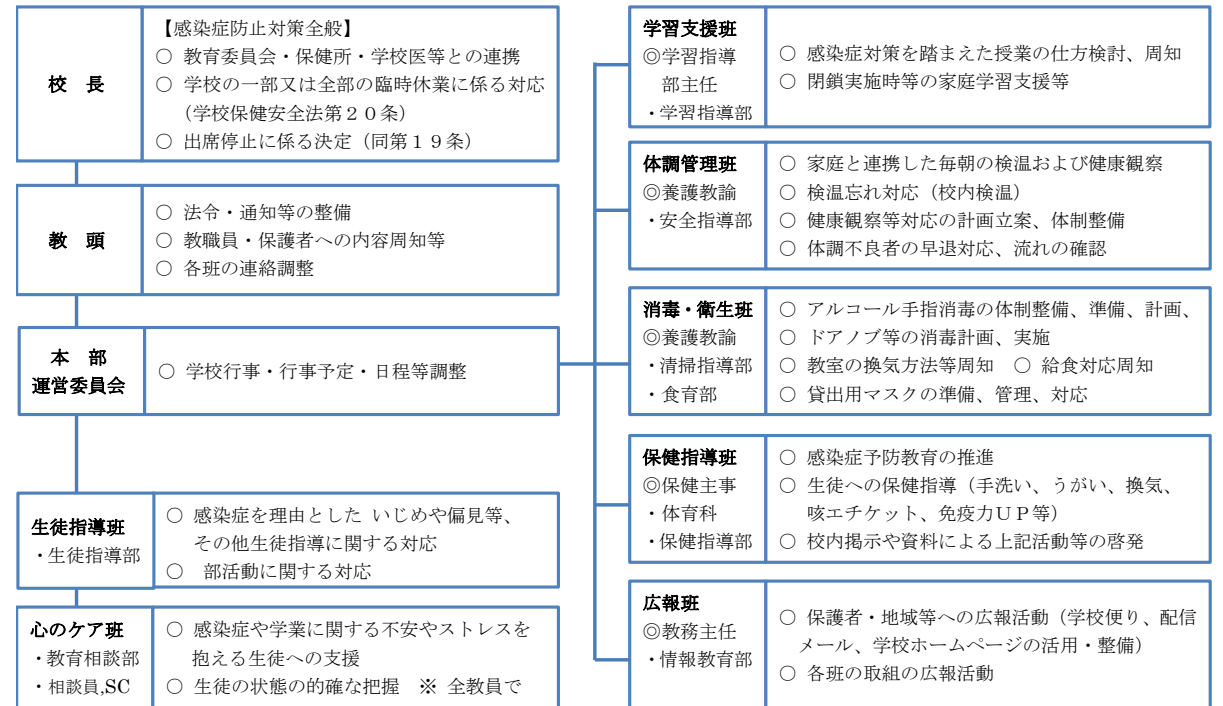 校　長
【感染症防止対策全般】
○ 教育委員会・保健所・学校医等との連携
○ 学校の一部又は全部の臨時休業に係る対応
（学校保健安全法第２０条）
○ 出席停止に係る決定（同第１９条）
教　頭
○ 法令・通知等の整備
○ 教職員・保護者への内容周知等
○ 各班の連絡調整
本　部
運営委員会
○ 学校行事・行事予定・日程等調整
生徒指導班
・生徒指導部
○ 感染症を理由とした いじめや偏見等、
その他生徒指導に関する対応
○　部活動に関する対応
心のケア班
・教育相談部
・相談員,SC
○ 感染症や学業に関する不安やストレスを
抱える生徒への支援
○ 生徒の状態の的確な把握　※ 全教員で
学習支援班
◎学習指導
部主任
・学習指導部
○ 感染症対策を踏まえた授業の仕方検討、周知
○ 閉鎖実施時等の家庭学習支援等
体調管理班
◎養護教諭
・安全指導部
○ 家庭と連携した毎朝の検温および健康観察
○ 検温忘れ対応（校内検温）
○ 健康観察等対応の計画立案、体制整備
○ 体調不良者の早退対応、流れの確認
消毒・衛生班
◎養護教諭
・清掃指導部
・食育部
○ アルコール手指消毒の体制整備、準備、計画、
○ ドアノブ等の消毒計画、実施
○ 教室の換気方法等周知　○ 給食対応周知
○ 貸出用マスクの準備、管理、対応
保健指導班
◎保健主事
・体育科
・保健指導部
○ 感染症予防教育の推進
○ 生徒への保健指導（手洗い、うがい、換気、
咳エチケット、免疫力ＵＰ等）
○ 校内掲示や資料による上記活動等の啓発
広報班
◎教務主任
・情報教育部
○ 保護者・地域等への広報活動（学校便り、配信
メール、学校ホームページの活用・整備）
○ 各班の取組の広報活動